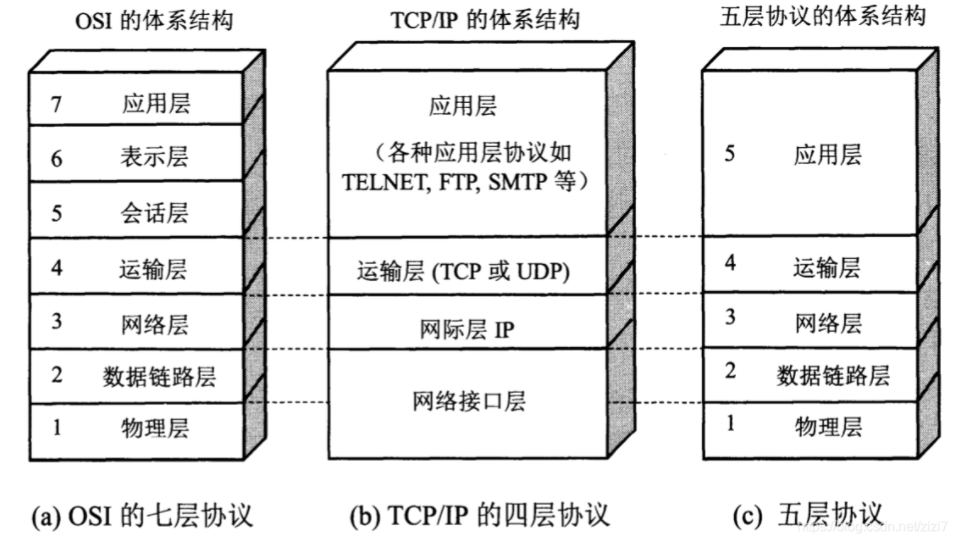 OSI 的体系结构
7 应用层
6 表示层
5 会话层
4 运输层
3 网络层
2 数据链路层
1 物理层
(a) OSI 的七层协议
TCP/IP 的体系结构
应用层
(各种应用层协议如
TELNET, FTP, SMTP 等)
运输层 (TCP 或 UDP)
网际层 IP
网络接口层
(b) TCP/IP 的四层协议
五层协议的体系结构
5 应用层
4 运输层
3 网络层
2 数据链路层
1 物理层
(c) 五层协议
https://blog.csdn.net/zizi7